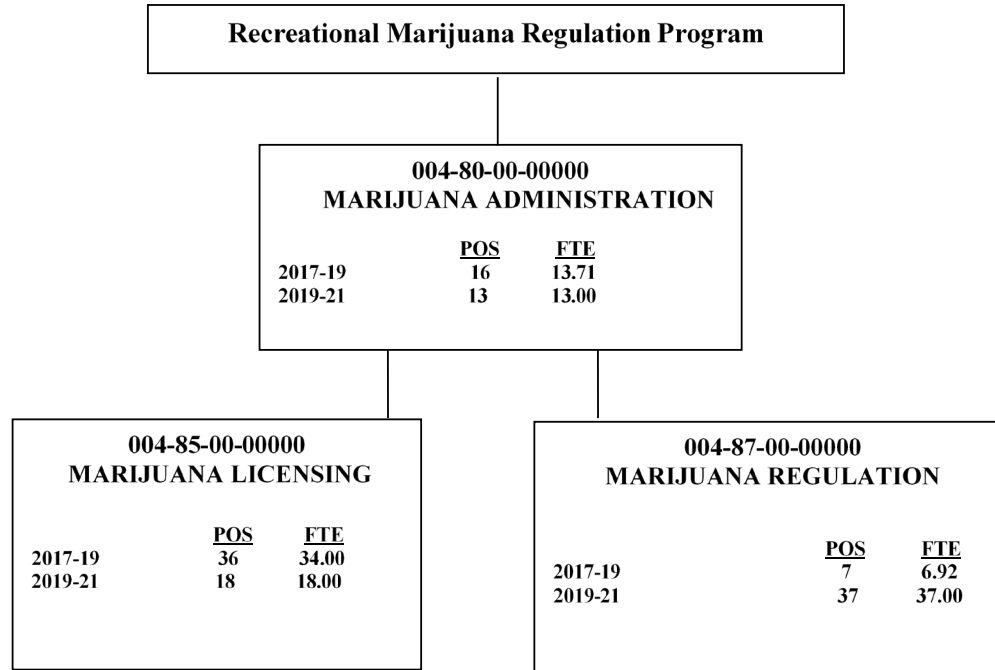 Recreational Marijuana Regulation Program
004-80-00-00000
MARIJUANA ADMINISTRATION
POS FTE
2017-19 16 13.71
2019-21 13 13.00
004-85-00-00000
MARIJUANA LICENSING
POS FTE
2017-19 36 34.00
2019-21 18 18.00
004-87-00-00000
MARIJUANA REGULATION
POS FTE
2017-19 7 6.92
2019-21 37 37.00